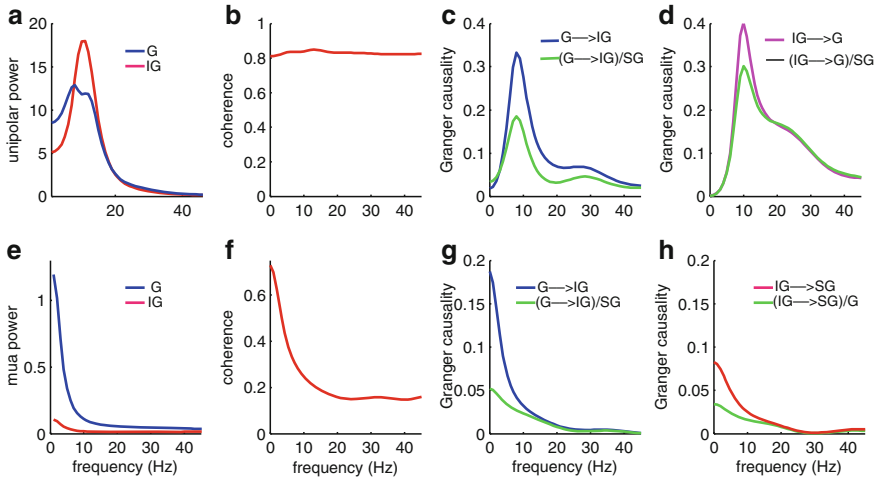 a
unipolar power
20
15
10
5
0
20
40
G
IG
b
coherence
1
0.8
0.6
0.4
0.2
0
0
10
20
30
40
c
Granger causality
0.4
0.3
0.2
0.1
0
0
10
20
30
40
G—>IG
(G—>IG)/SG
d
Granger causality
0.4
0.3
0.2
0.1
0
0
10
20
30
40
IG—>G
(IG—>G)/SG
e
mua power
1
0.5
0
0
10
20
30
40
frequency (Hz)
G
IG
f
coherence
0.6
0.4
0.2
0
0
10
20
30
40
frequency (Hz)
g
Granger causality
0.2
0.15
0.1
0.05
0
0
10
20
30
40
frequency (Hz)
G—>IG
(G—>IG)/SG
h
Granger causality
0.2
0.15
0.1
0.05
0
0
10
20
30
40
frequency (Hz)
IG—>SG
(IG—>SG)/G